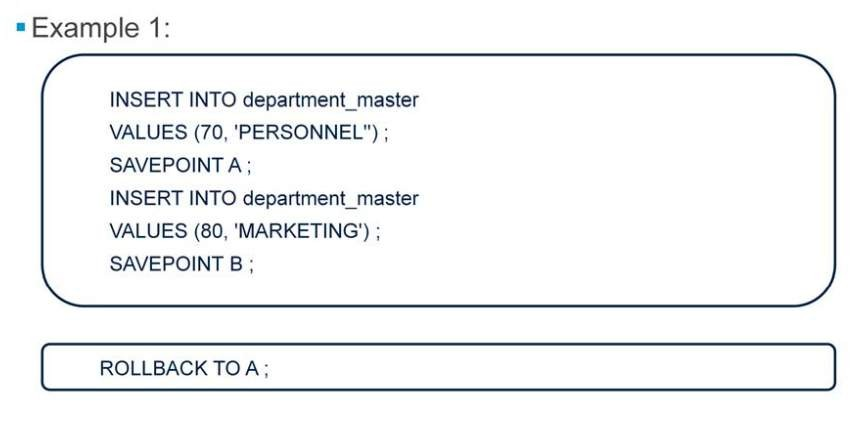 Example 1:
INSERT INTO department_master
VALUES (70, 'PERSONNEL") ;
SAVEPOINT A ;
INSERT INTO department_master
VALUES (80, 'MARKETING') ;
SAVEPOINT B ;
ROLLBACK TO A ;